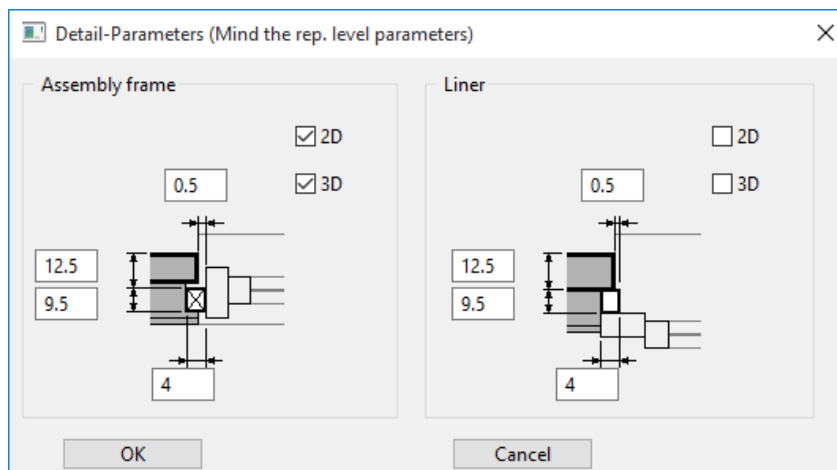 Detail-Parameters (Mind the rep. level parameters)
Assembly frame
2D
3D
0.5
12.5
9.5
4
Liner
2D
3D
0.5
12.5
9.5
4
OK
Cancel